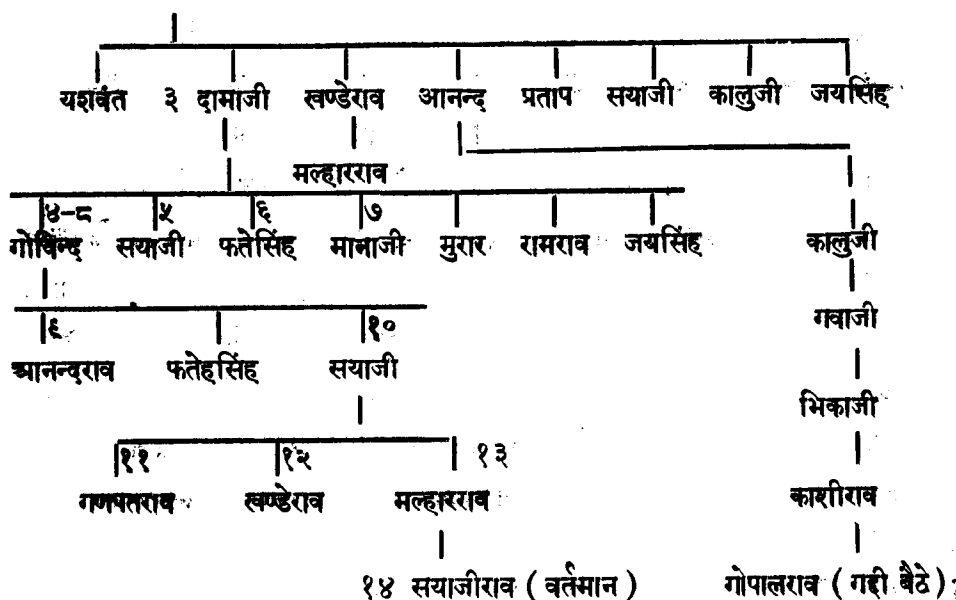 यशवंत ३ दामाजी खण्डेराव आनन्द प्रताप सयाजी कालुजी जयसिंह
मल्हारराव
४-८ ५ ६ ७
गोविन्द सयाजी फतेसिंह मानाजी मुरार रामराव जयसिंह कालुजी
९ १० गवाजी
आनन्दराव फतेहसिंह सयाजी
भिकाजी
११ १२ १३
गणपतराव खण्डेराव मल्हारराव काशीराव
१४ सयाजीराव ( वर्तमान ) गोपालराव ( गद्दी बैठे )